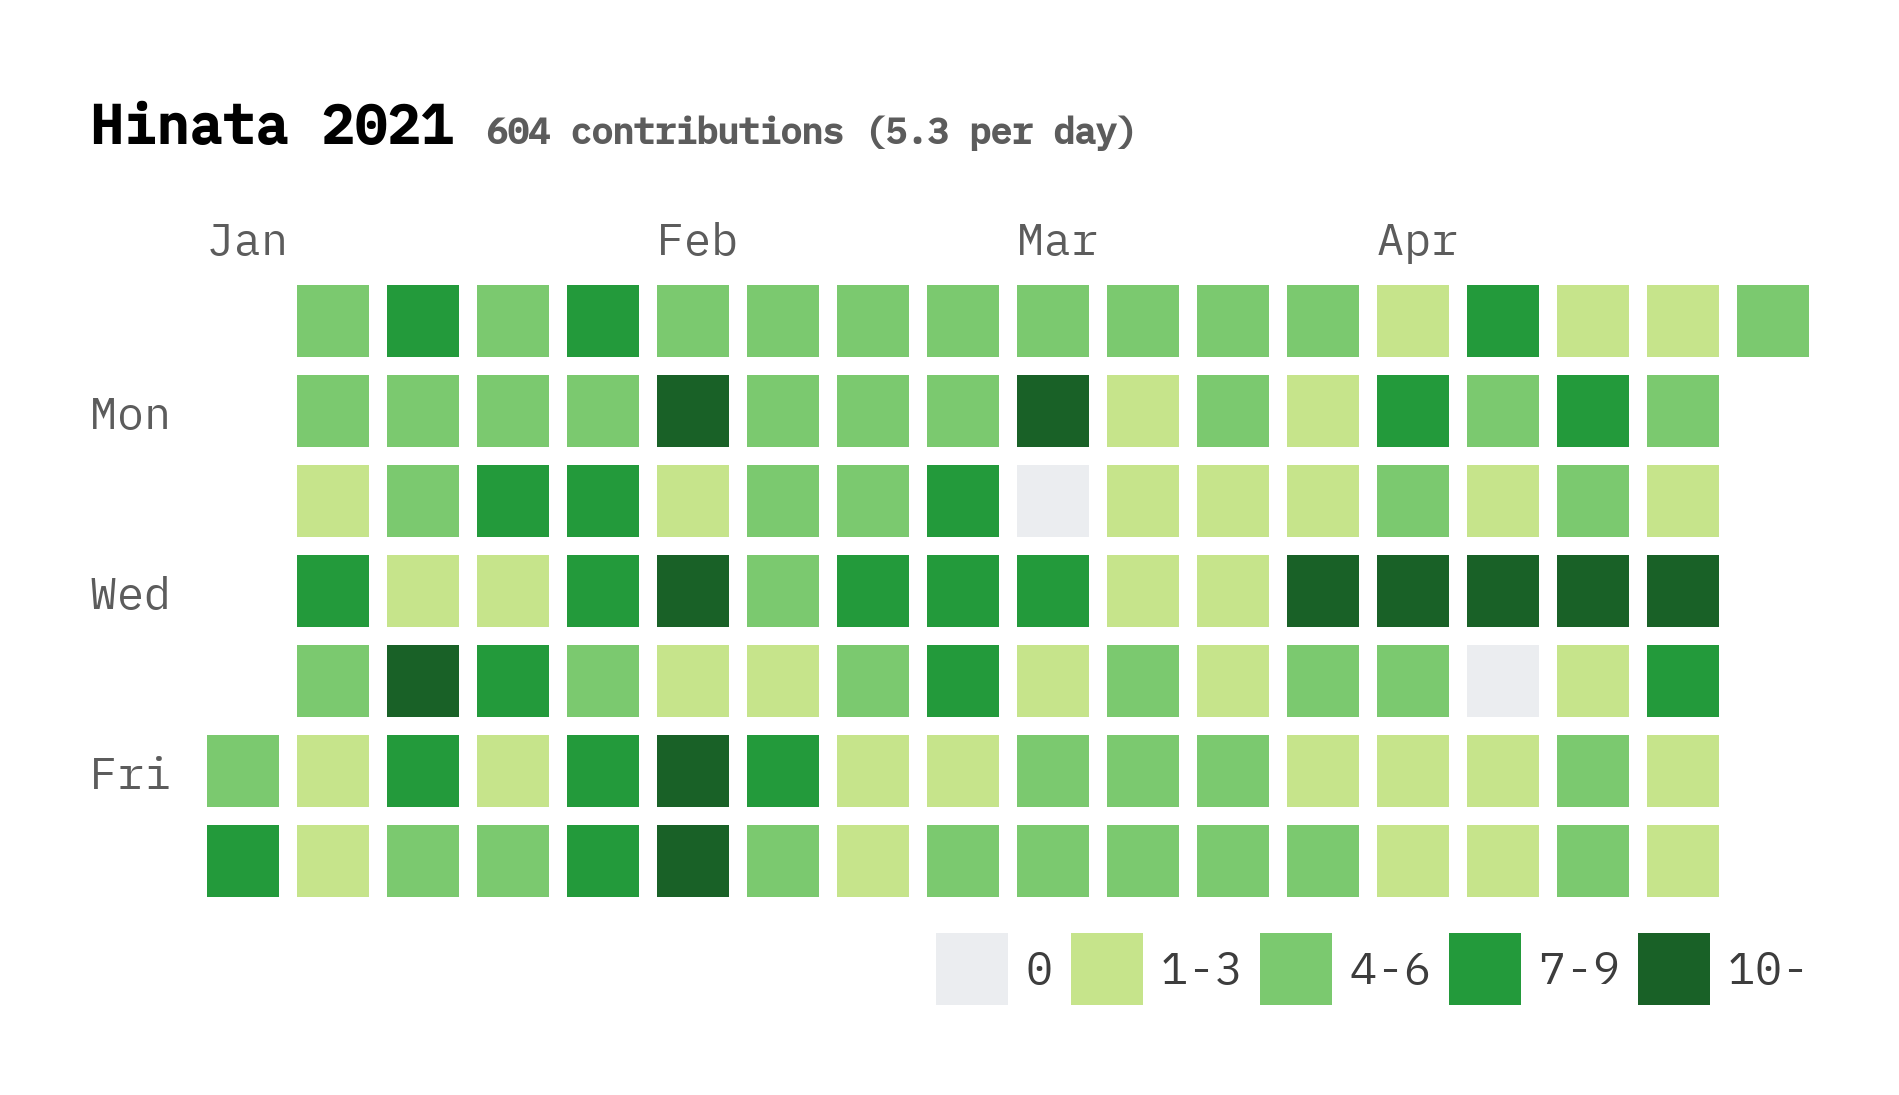 Hinata 2021 604 contributions (5.3 per day)
Jan Feb Mar Apr
Mon
Wed
Fri
0 1-3 4-6 7-9 10-